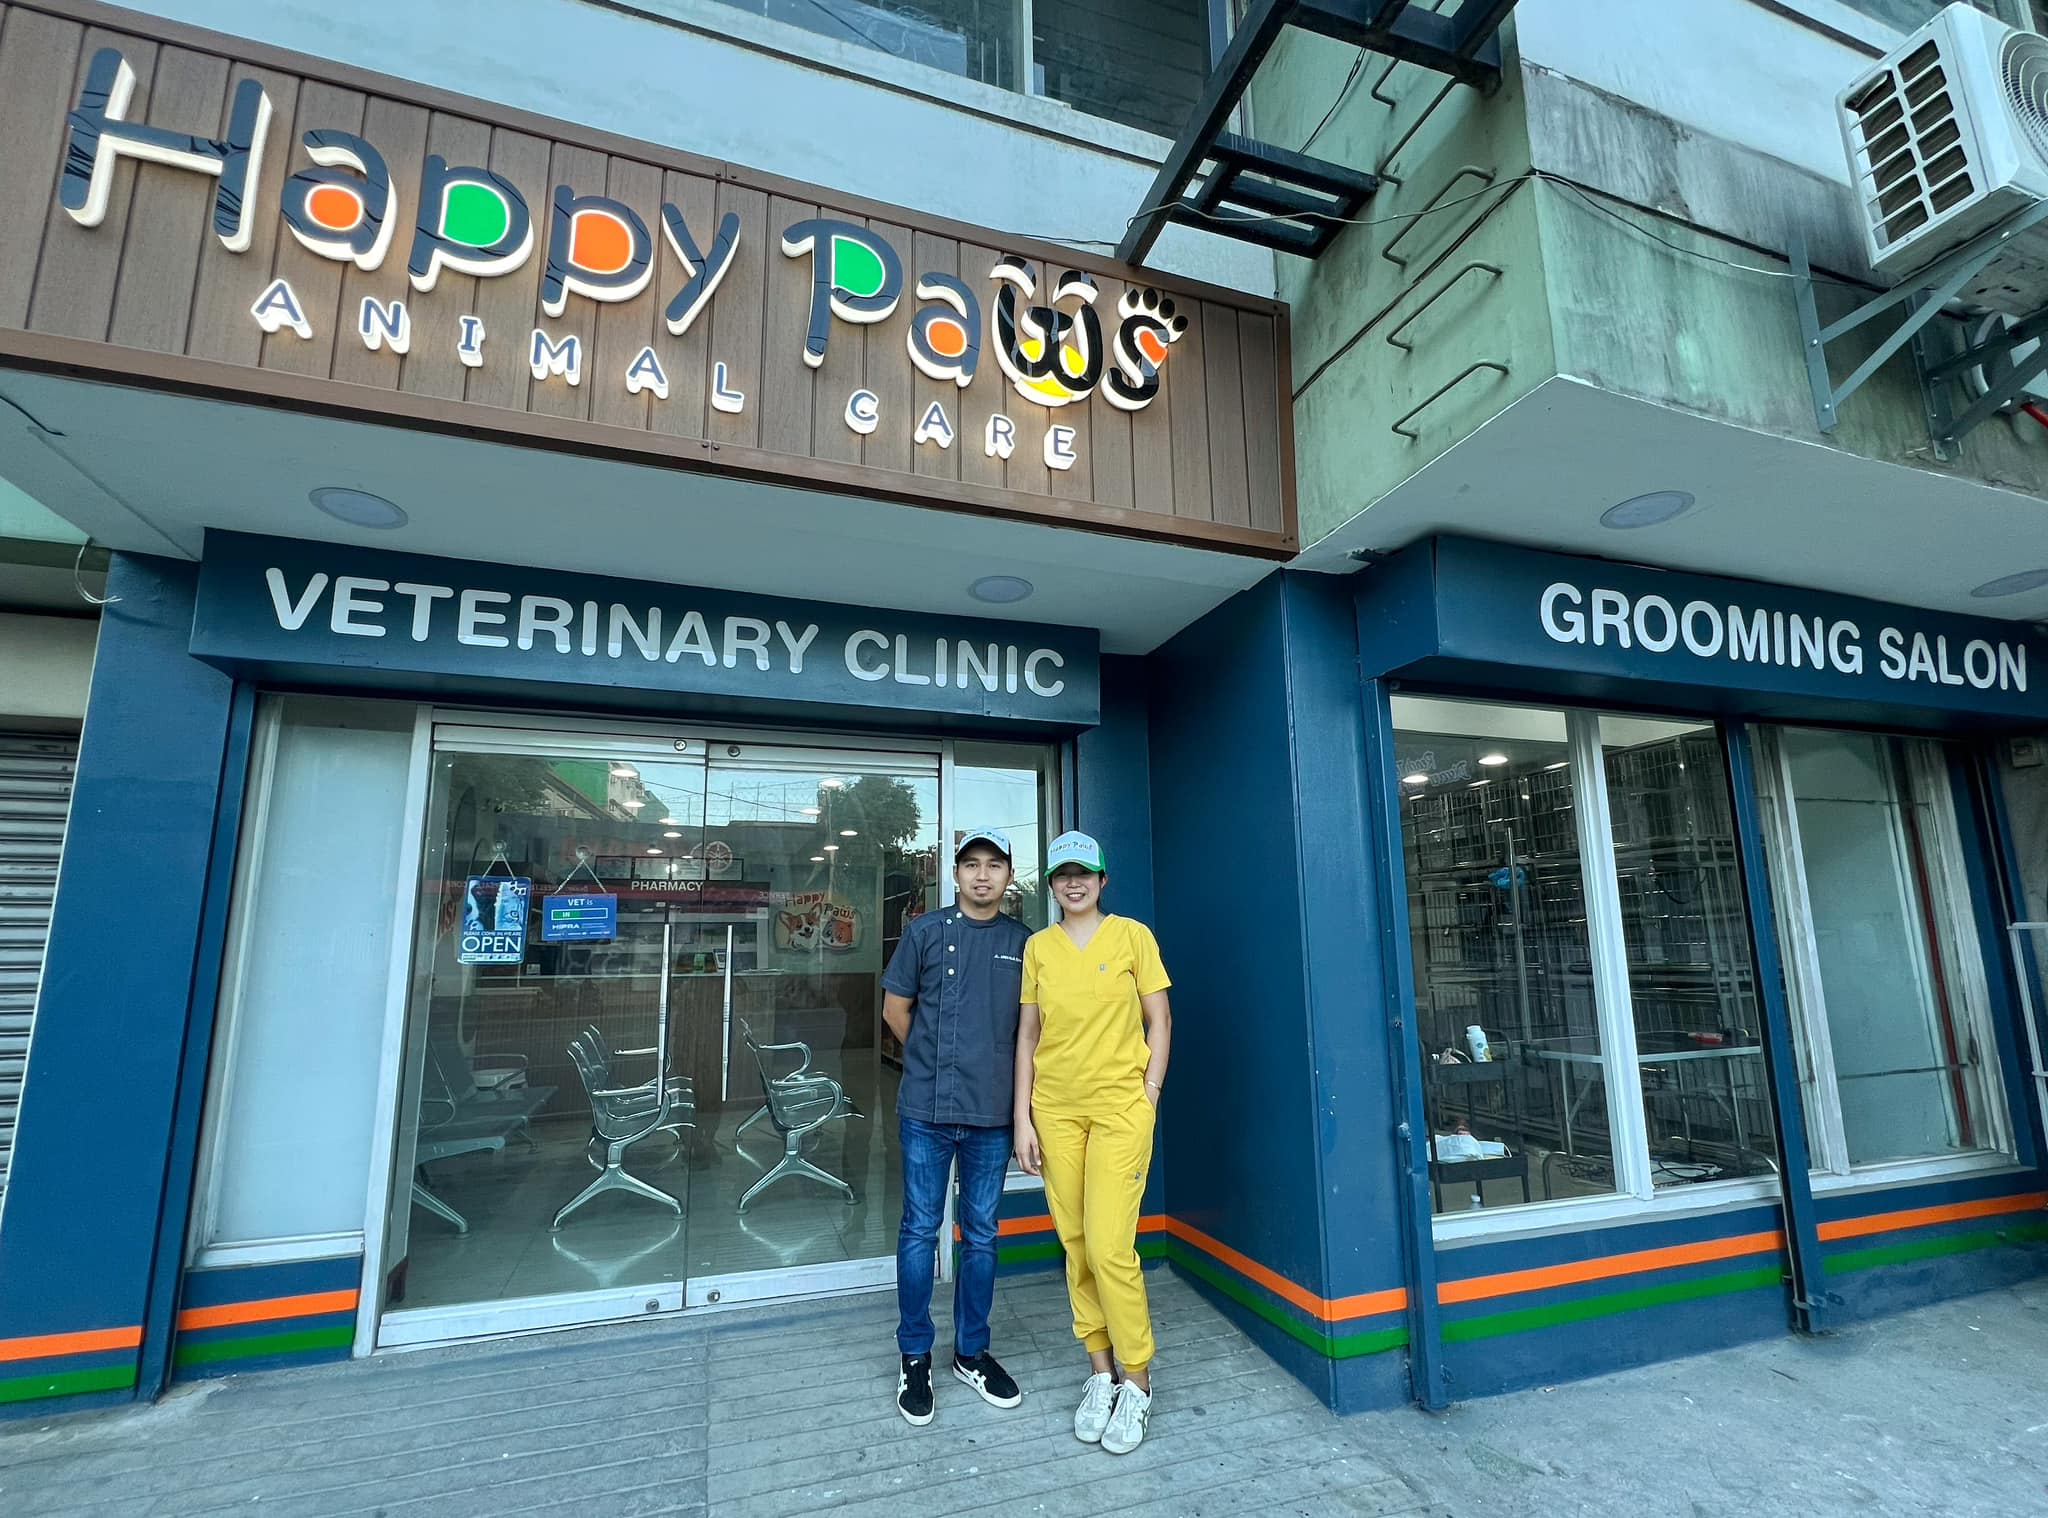 Happy Paws
ANIMAL CARE
VETERINARY CLINIC
GROOMING SALON
PHARMACY
PLEASE COME IN WE ARE
OPEN
VET is
IN
HIPRA
Happy
Paws
Happy Paws
Happy Paws